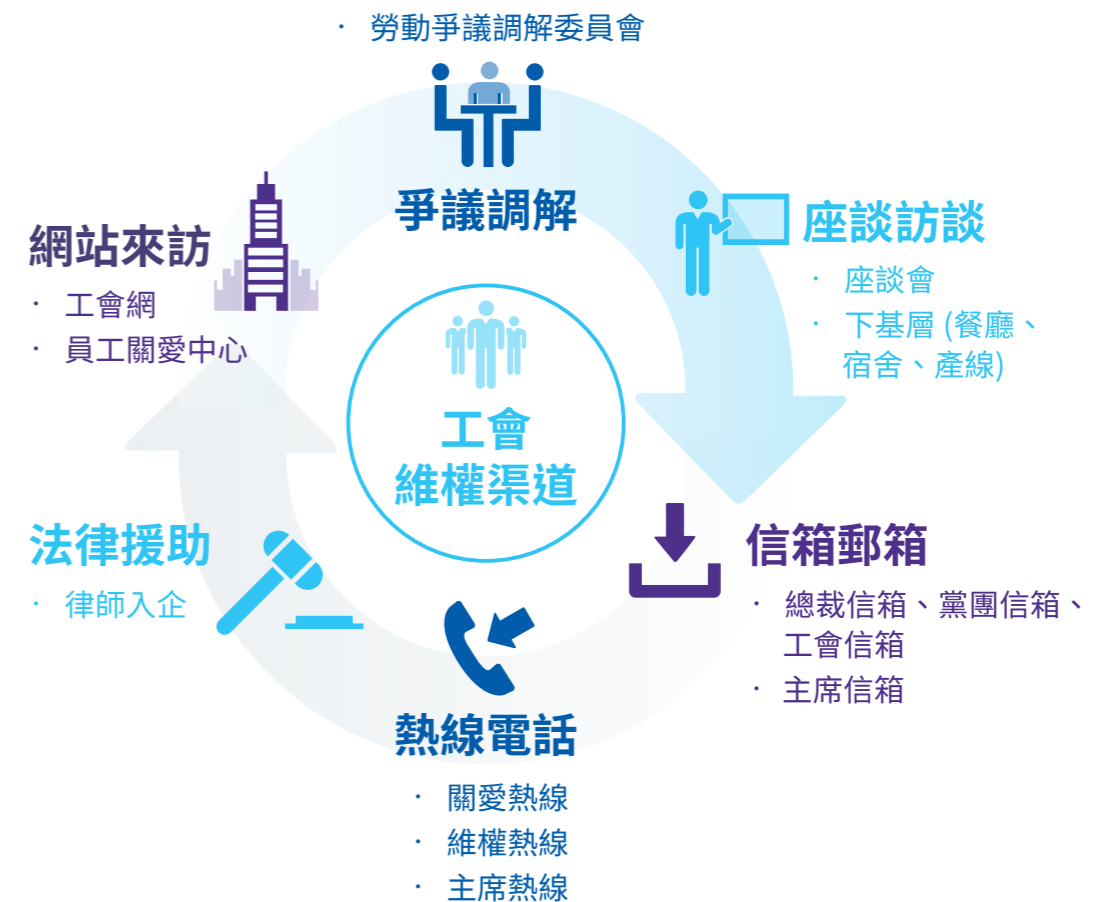 · 勞動爭議調解委員會
爭議調解
座談訪談
· 座談會
· 下基層 (餐廳、
宿舍、產線)
信箱郵箱
· 總裁信箱、黨團信箱、
工會信箱
· 主席信箱
熱線電話
· 關愛熱線
· 維權熱線
· 主席熱線
法律援助
· 律師入企
網站來訪
· 工會網
· 員工關愛中心
工會
維權渠道